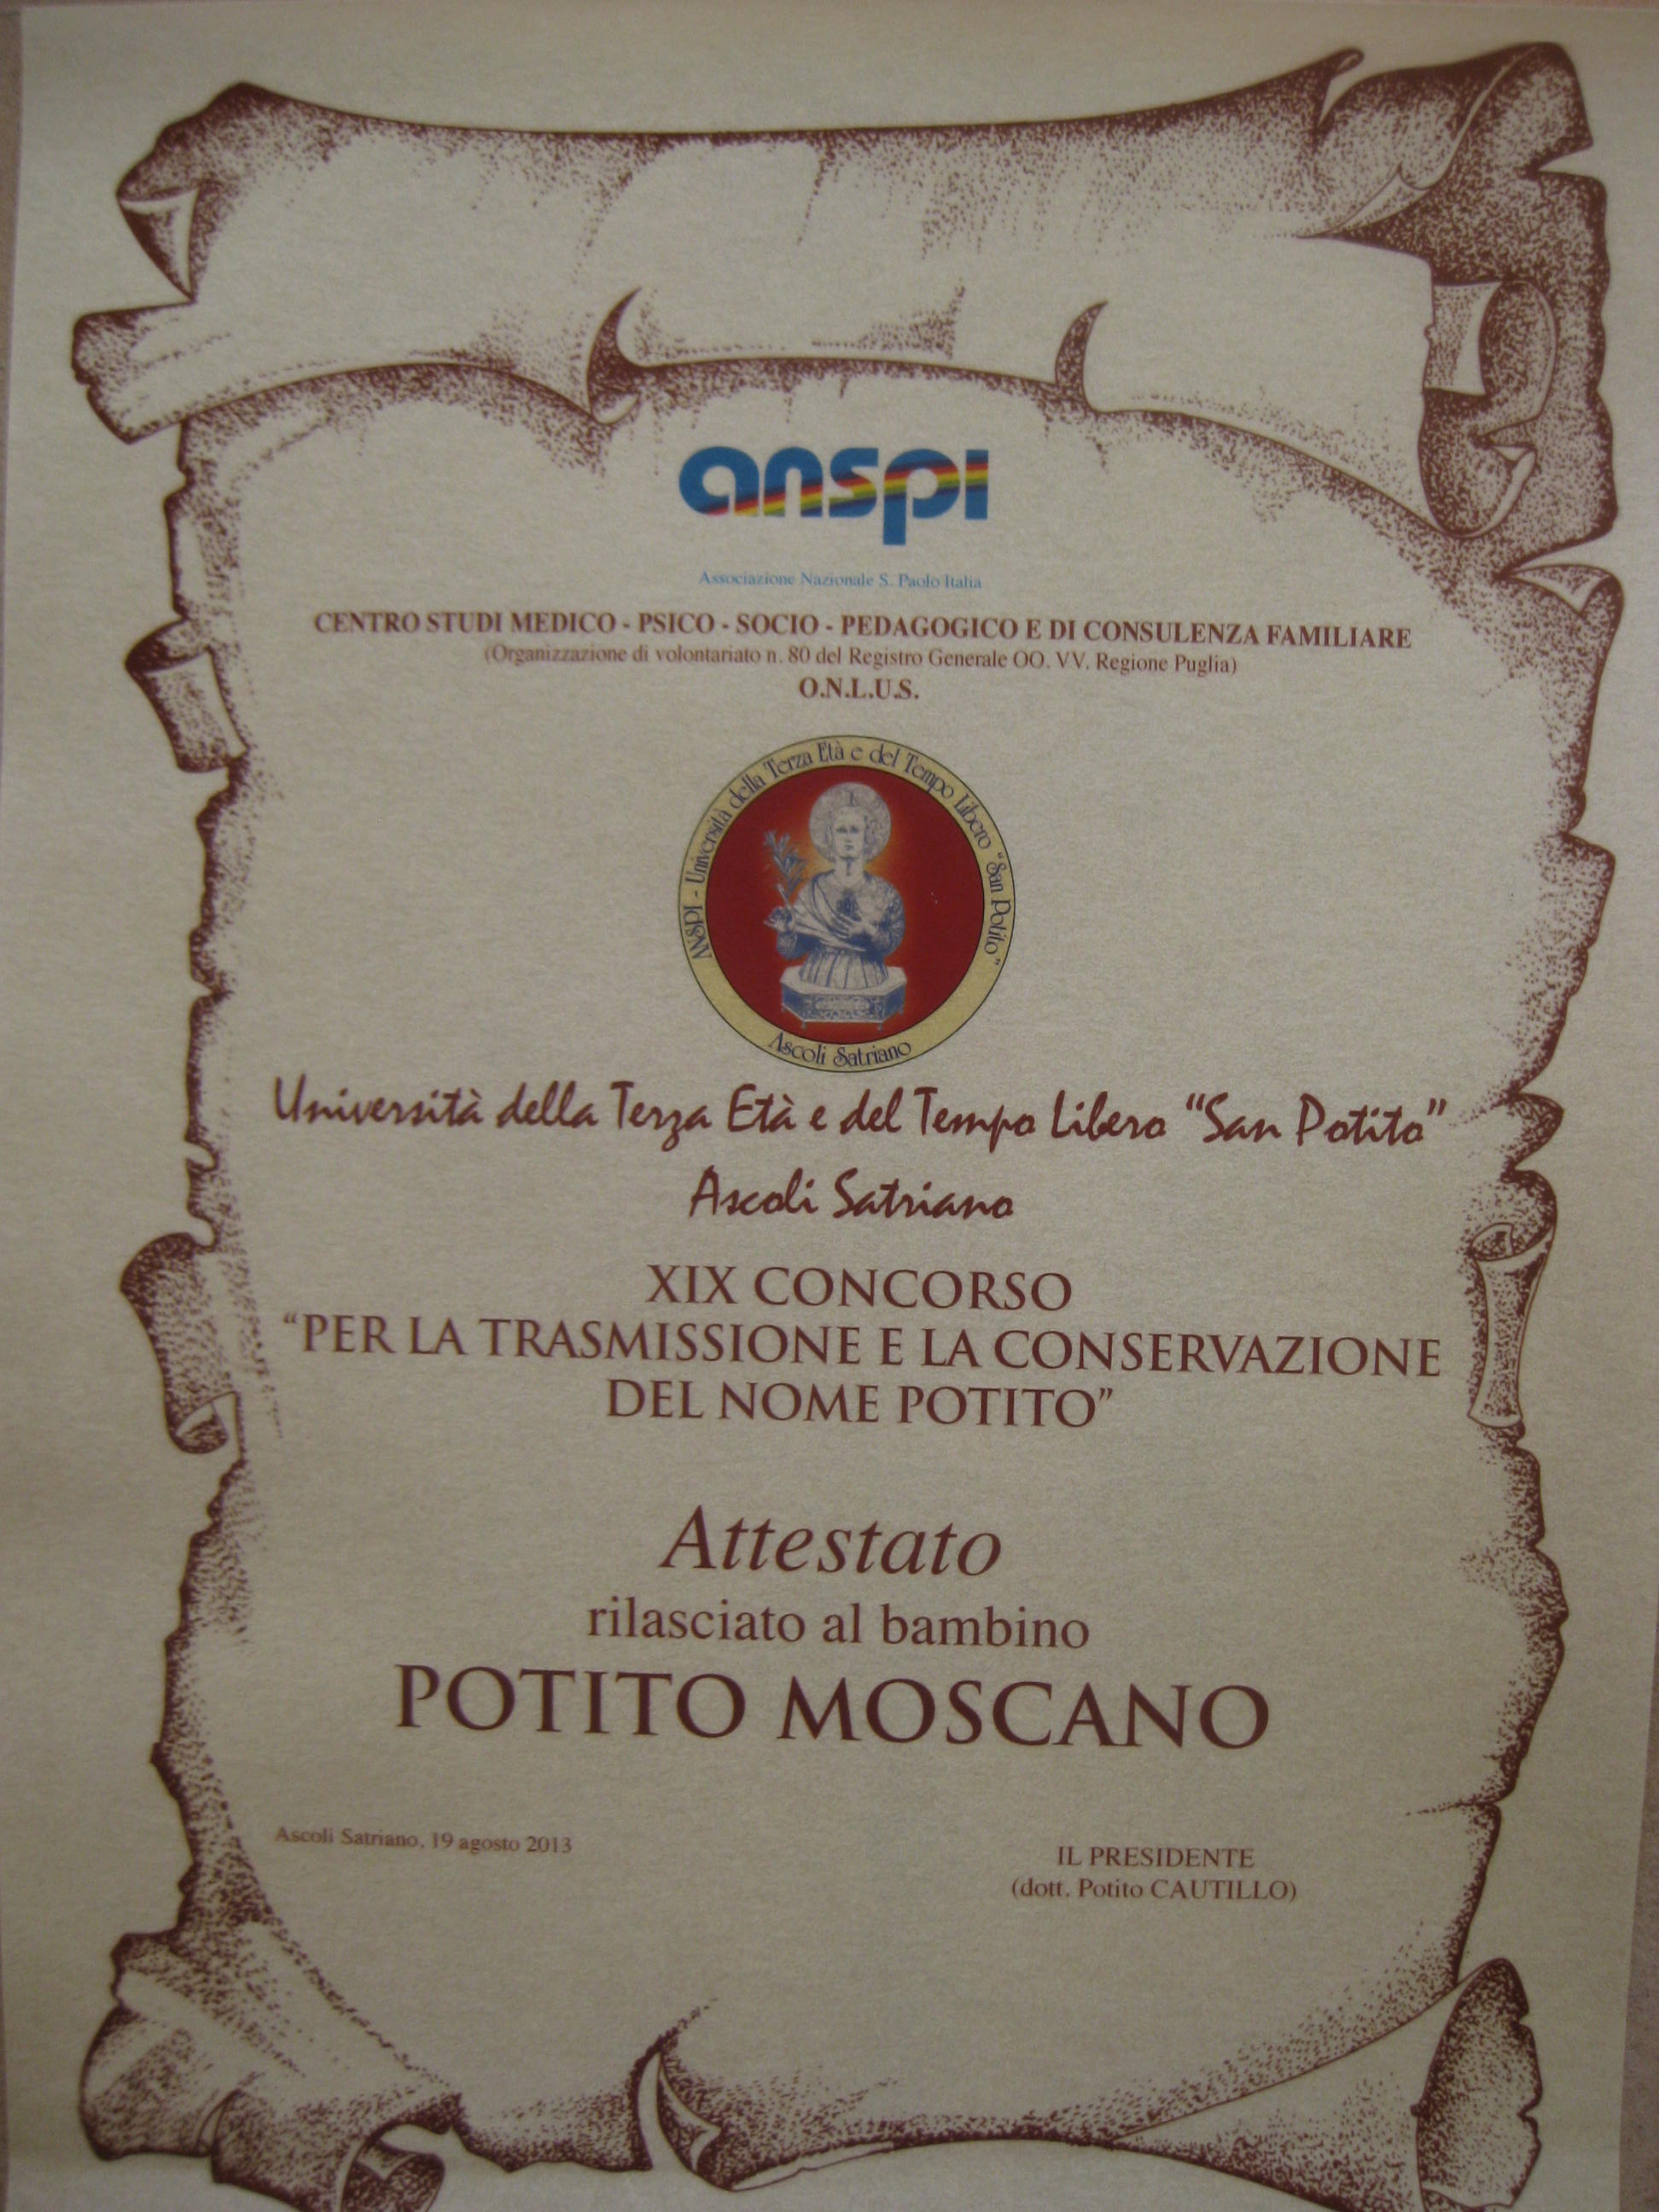 anspi
Associazione Nazionale S. Paolo Italia
CENTRO STUDI MEDICO - PSICO - SOCIO - PEDAGOGICO E DI CONSULENZA FAMILIARE
(Organizzazione di volontariato n. 80 del Registro Generale OO. VV. Regione Puglia)
O.N.L.U.S.
ANSPI - Università della Terza Età e del Tempo Libero "San Potito"
Ascoli Satriano
Università della Terza Età e del Tempo Libero "San Potito"
Ascoli Satriano
XIX CONCORSO
"PER LA TRASMISSIONE E LA CONSERVAZIONE
DEL NOME POTITO"
Attestato
rilasciato al bambino
POTITO MOSCANO
Ascoli Satriano, 19 agosto 2013
IL PRESIDENTE
(dott. Potito CAUTILLO)